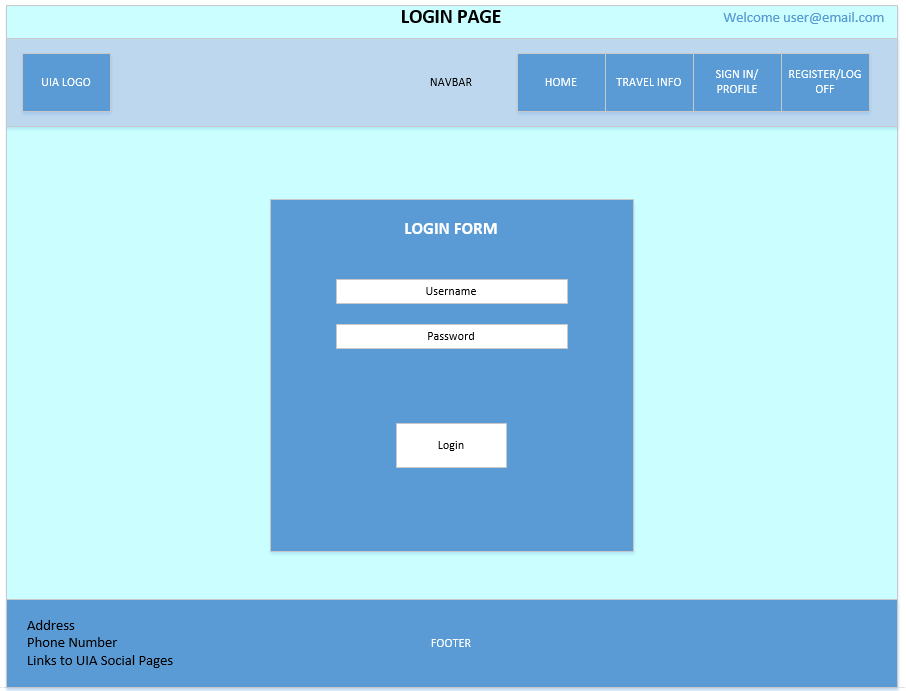 LOGIN PAGE
Welcome user@email.com
UIA LOGO
NAVBAR
HOME
TRAVEL INFO
SIGN IN/
PROFILE
REGISTER/LOG
OFF
LOGIN FORM
Username
Password
Login
Address
Phone Number
Links to UIA Social Pages
FOOTER